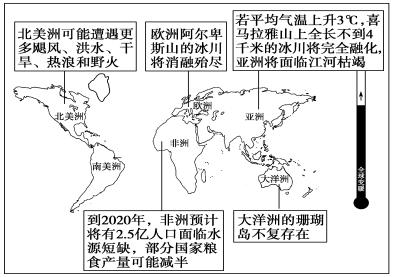 北美洲可能遭遇更
多飓风、洪水、干
旱、热浪和野火
欧洲阿尔卑
斯山的冰川
将消融殆尽
若平均气温上升3℃,喜
马拉雅山上全长不到4
千米的冰川将完全融化,
亚洲将面临江河枯竭
北美洲
欧洲
亚洲
非洲
南美洲
大洋洲
全球变暖
到2020年，非洲预计
将有2.5亿人口面临水
源短缺，部分国家粮
食产量可能减半
大洋洲的珊瑚
岛不复存在